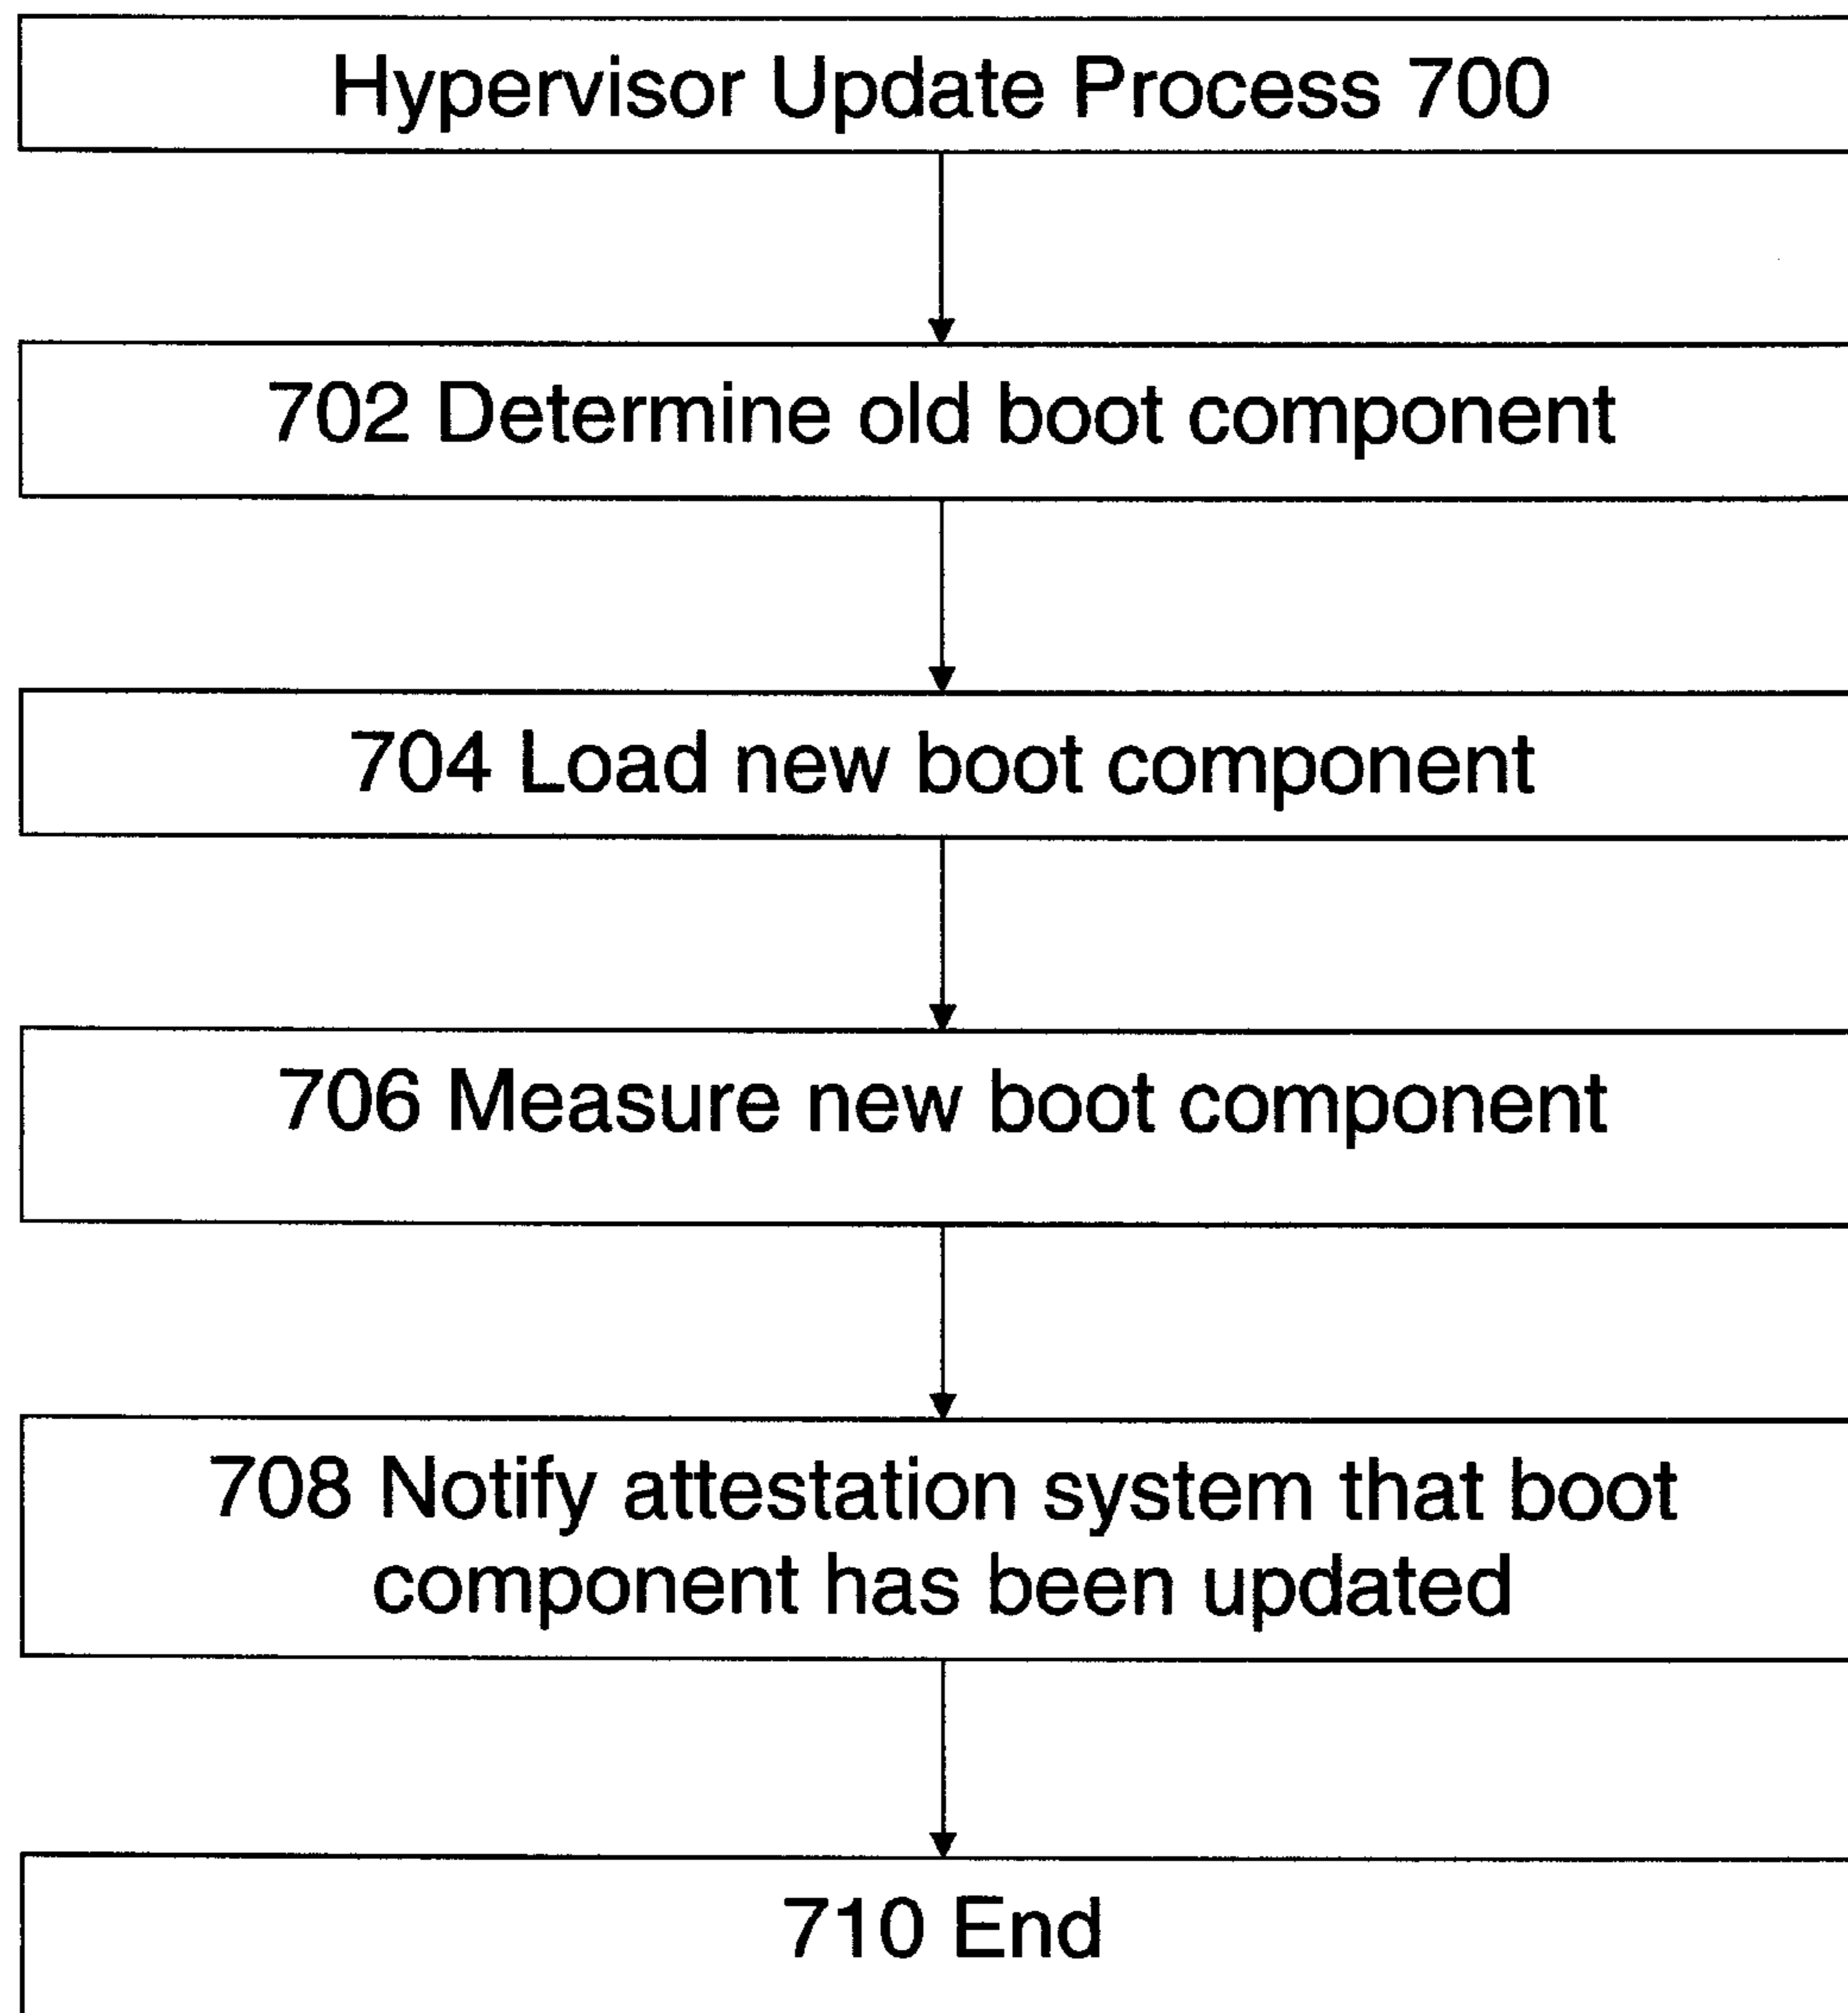 Hypervisor Update Process 700
702 Determine old boot component
704 Load new boot component
706 Measure new boot component
708 Notify attestation system that boot
component has been updated
710 End